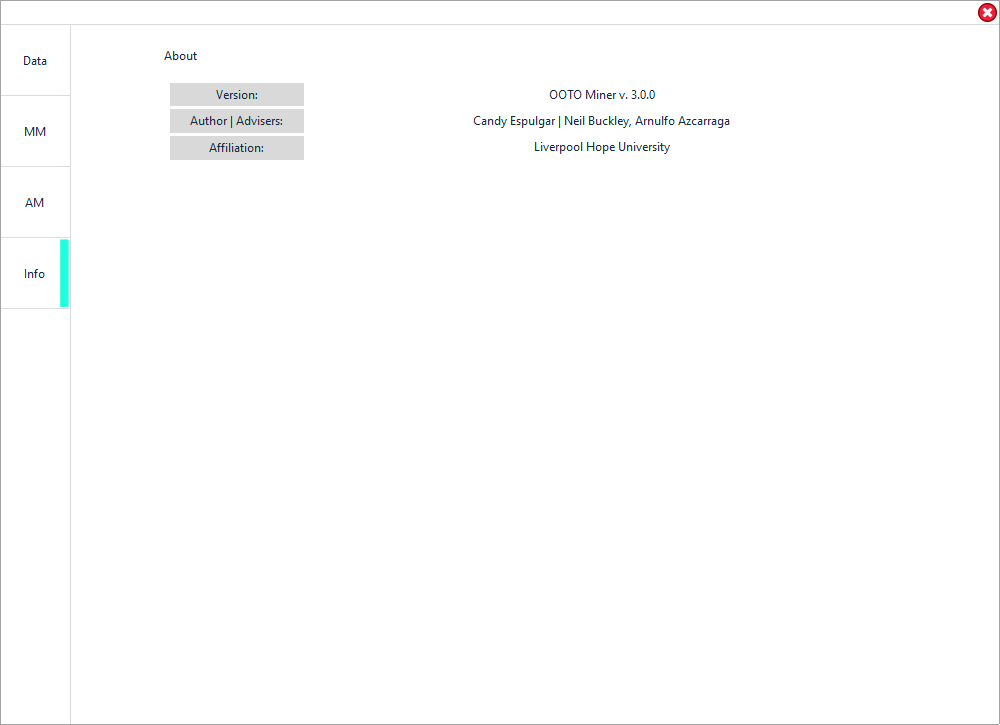 Data
MM
AM
Info
About
Version: OOTO Miner v. 3.0.0
Author | Advisers: Candy Espulgar | Neil Buckley, Arnulfo Azcarraga
Affiliation: Liverpool Hope University